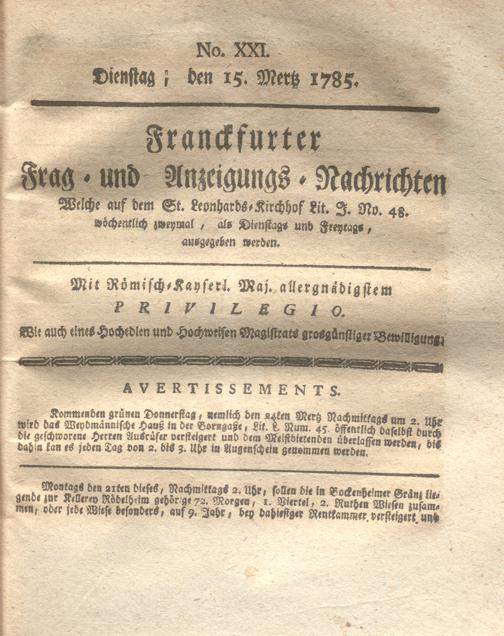 No. XXI.
Dienstag, den 15. Mertz 1785.
Franckfurter
Frag- und Anzeigungs-Nachrichten
Welche auf dem St. Leonhards-Kirchhof Lit. J. No. 48.
wöchentlich zweymal, als Dienstags und Freytags,
ausgegeben werden.
Mit Römisch-Kayserl. Maj. allergnädigstem
PRIVILEGIO.
Wie auch eines Hochedlen und Hochweisen Magistrats grosgünstiger Bewilligung.
AVERTISSEMENTS.
Kommenden grünen Donnerstag, nemlich den 24ten Mertz Nachmittags um 2. Uhr
wird das Weydmännische Hauß in der Borngaße, Lit. L. Num. 45. öffentlich daselbst durch
die geschworene Herren Ausrüfer versteigert und dem Meistbietenden überlassen werden, bis
dahin kan es jeden Tag von 2. bis 3. Uhr in Augenschein genommen werden.
Montags den 21ten dieses, Nachmittags 2. Uhr, sollen die in Bockenheimer Gränz lie-
gende zur Kellerey Rödelheim gehörige 72. Morgen, 1. Viertel, 2. Ruthen Wiesen zusam-
men, oder jede Wiese besonders, auf 9. Jahr, bey dahiesiger Rentkammer versteigert und